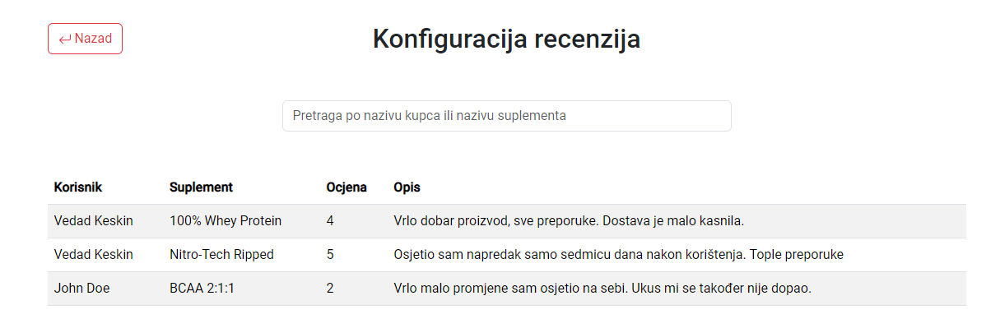 Nazad
Konfiguracija recenzija
Pretraga po nazivu kupca ili nazivu suplementa
Korisnik Suplement Ocjena Opis
Vedad Keskin 100% Whey Protein 4 Vrlo dobar proizvod, sve preporuke. Dostava je malo kasnila.
Vedad Keskin Nitro-Tech Ripped 5 Osjetio sam napredak samo sedmicu dana nakon korištenja. Tople preporuke
John Doe BCAA 2:1:1 2 Vrlo malo promjene sam osjetio na sebi. Ukus mi se također nije dopao.